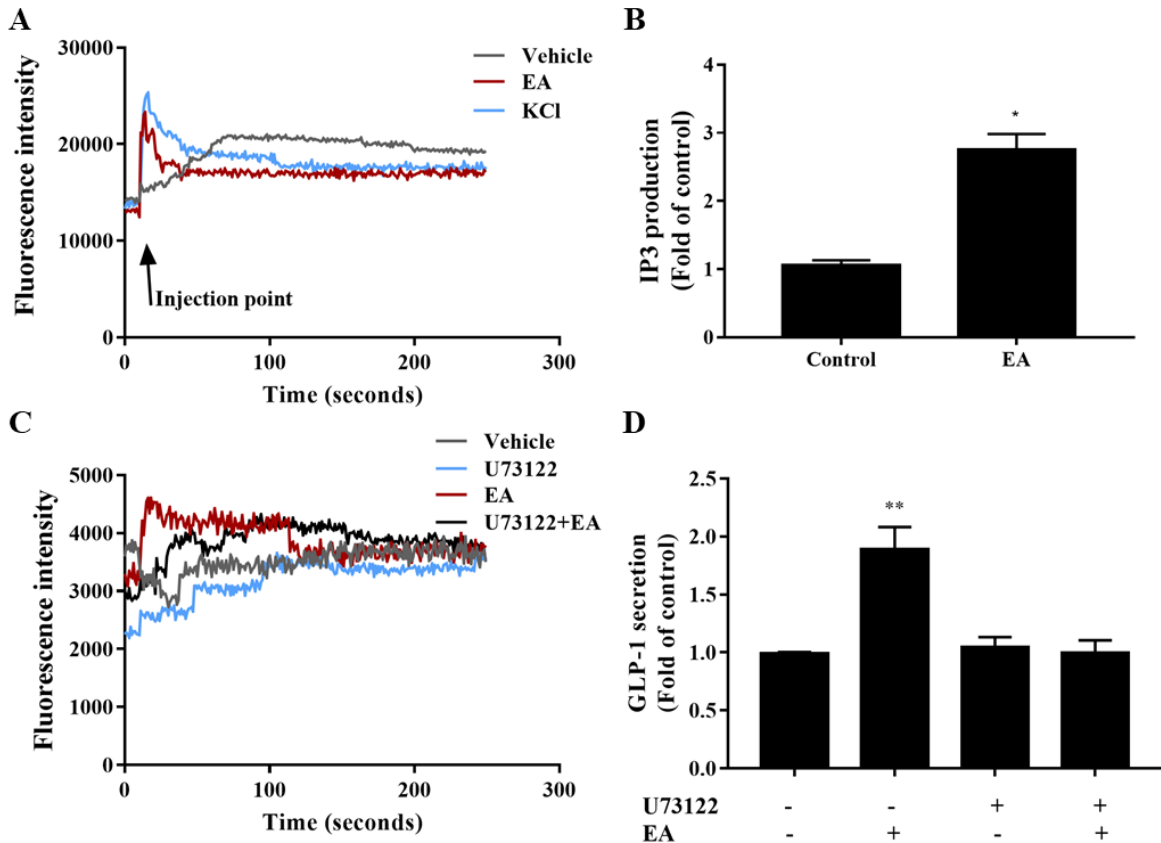 A
Fluorescence intensity
30000
20000
10000
0
0
100
200
300
Time (seconds)
Vehicle
EA
KCl
Injection point
B
IP3 production
(Fold of control)
4
3
2
1
0
*
Control
EA
C
Fluorescence intensity
5000
4000
3000
2000
1000
0
0
100
200
300
Time (seconds)
Vehicle
U73122
EA
U73122+EA
D
GLP-1 secretion
(Fold of control)
2.5
2.0
1.5
1.0
0.5
0.0
**
U73122 - - + +
EA - + - +